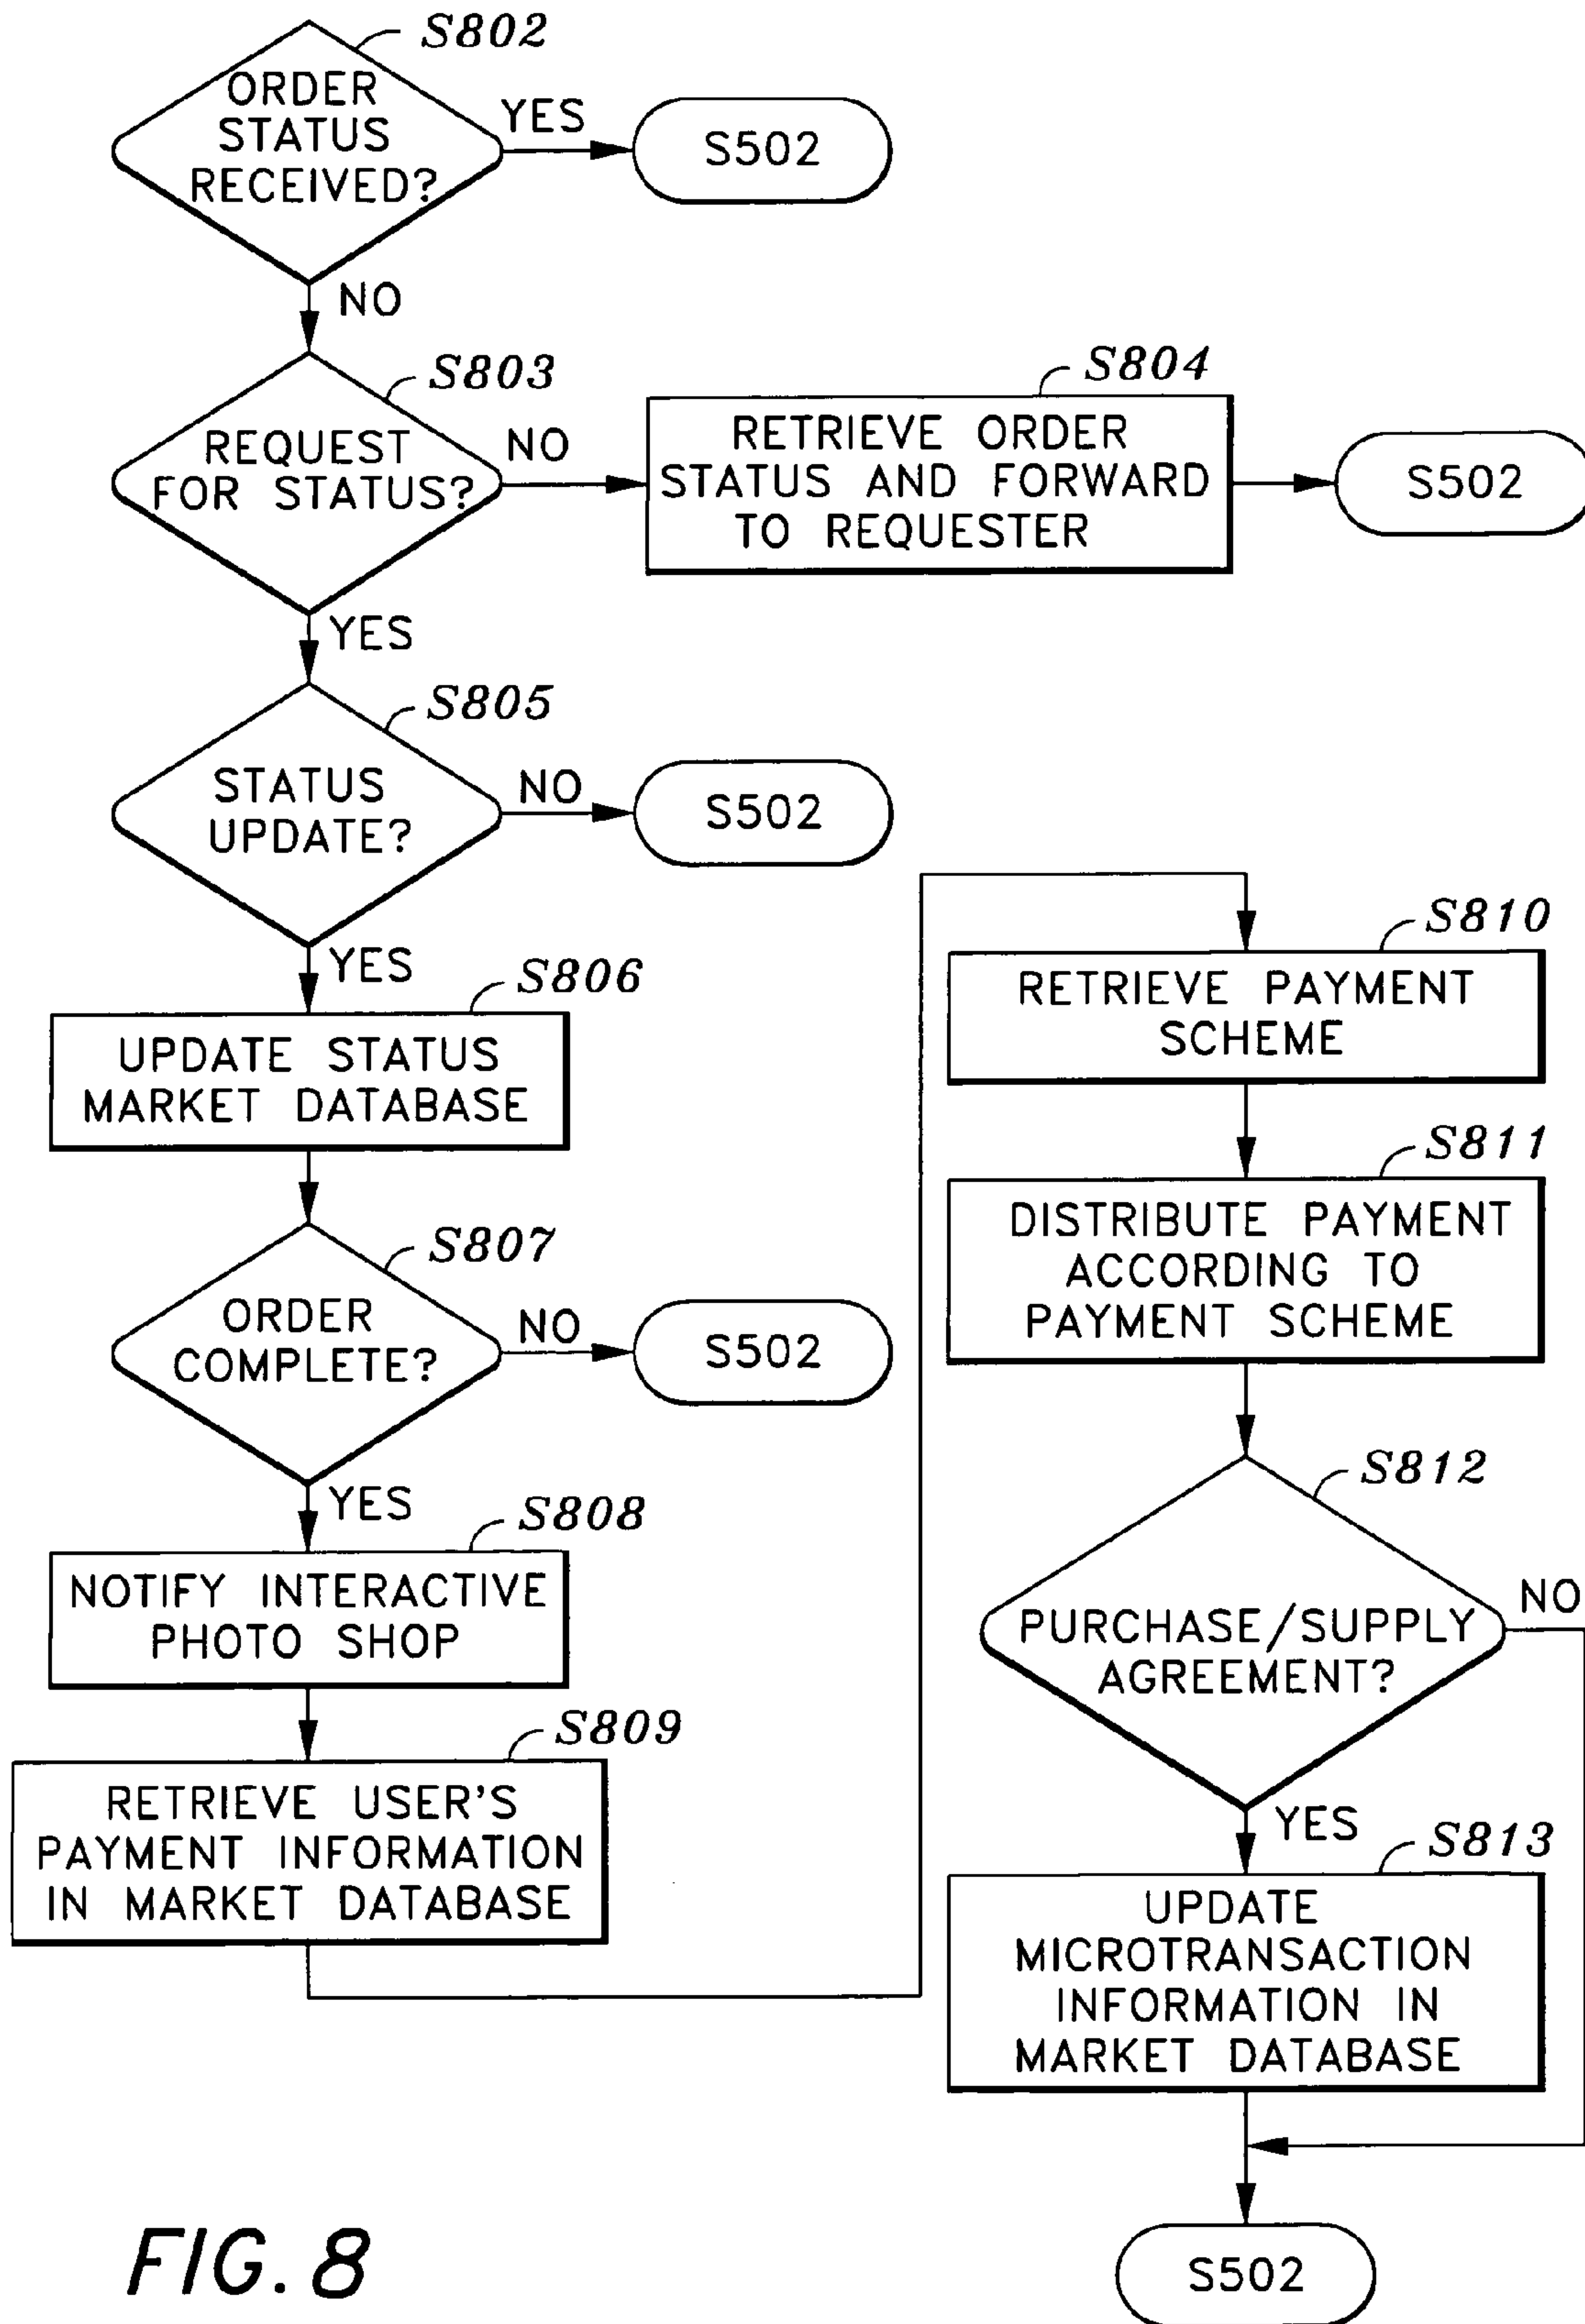 S802
ORDER
STATUS
RECEIVED?
YES
S502
NO
S803
REQUEST
FOR STATUS?
NO
S804
RETRIEVE ORDER
STATUS AND FORWARD
TO REQUESTER
S502
YES
S805
STATUS
UPDATE?
NO
S502
YES
S806
UPDATE STATUS
MARKET DATABASE
S807
ORDER
COMPLETE?
NO
S502
YES
S808
NOTIFY INTERACTIVE
PHOTO SHOP
S809
RETRIEVE USER'S
PAYMENT INFORMATION
IN MARKET DATABASE
S810
RETRIEVE PAYMENT
SCHEME
S811
DISTRIBUTE PAYMENT
ACCORDING TO
PAYMENT SCHEME
S812
PURCHASE/SUPPLY
AGREEMENT?
NO
YES
S813
UPDATE
MICROTRANSACTION
INFORMATION IN
MARKET DATABASE
S502
FIG. 8